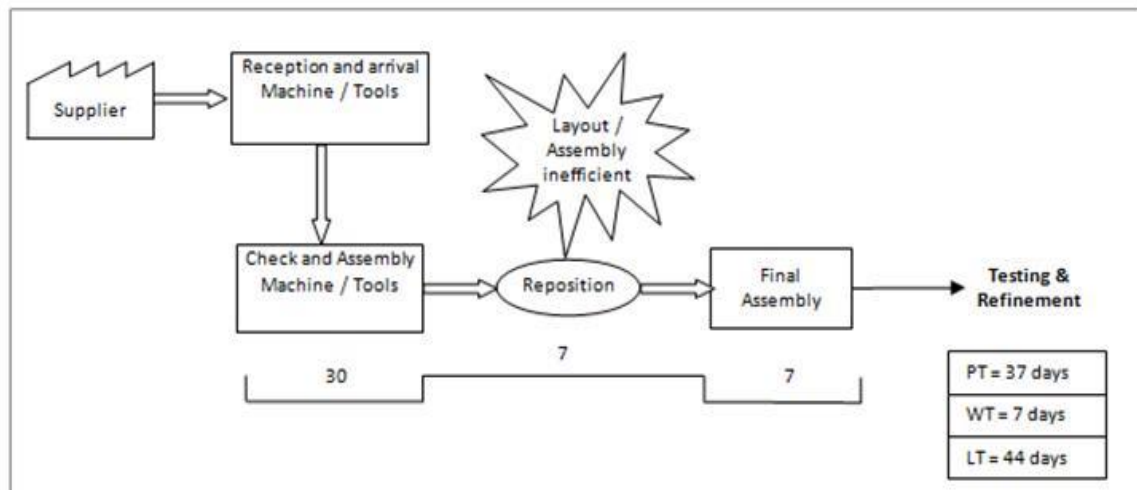 Supplier
Reception and arrival
Machine / Tools
Layout /
Assembly
inefficient
Check and Assembly
Machine / Tools
Reposition
Final
Assembly
Testing &
Refinement
30
7
7
PT = 37 days
WT = 7 days
LT = 44 days